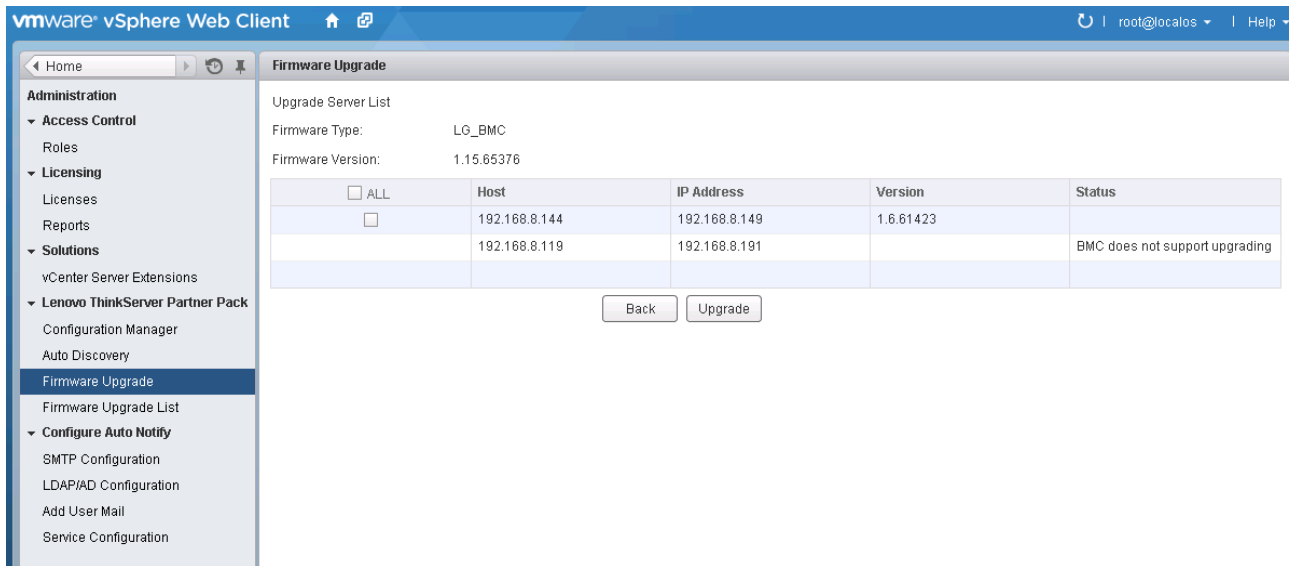 vmware® vSphere Web Client
root@localos
Help
Home
Administration
Access Control
Roles
Licensing
Licenses
Reports
Solutions
vCenter Server Extensions
Lenovo ThinkServer Partner Pack
Configuration Manager
Auto Discovery
Firmware Upgrade
Firmware Upgrade List
Configure Auto Notify
SMTP Configuration
LDAP/AD Configuration
Add User Mail
Service Configuration
Firmware Upgrade
Upgrade Server List
Firmware Type: LG_BMC
Firmware Version: 1.15.65376
ALL Host IP Address Version Status
192.168.8.144 192.168.8.149 1.6.61423
192.168.8.119 192.168.8.191 BMC does not support upgrading
Back Upgrade